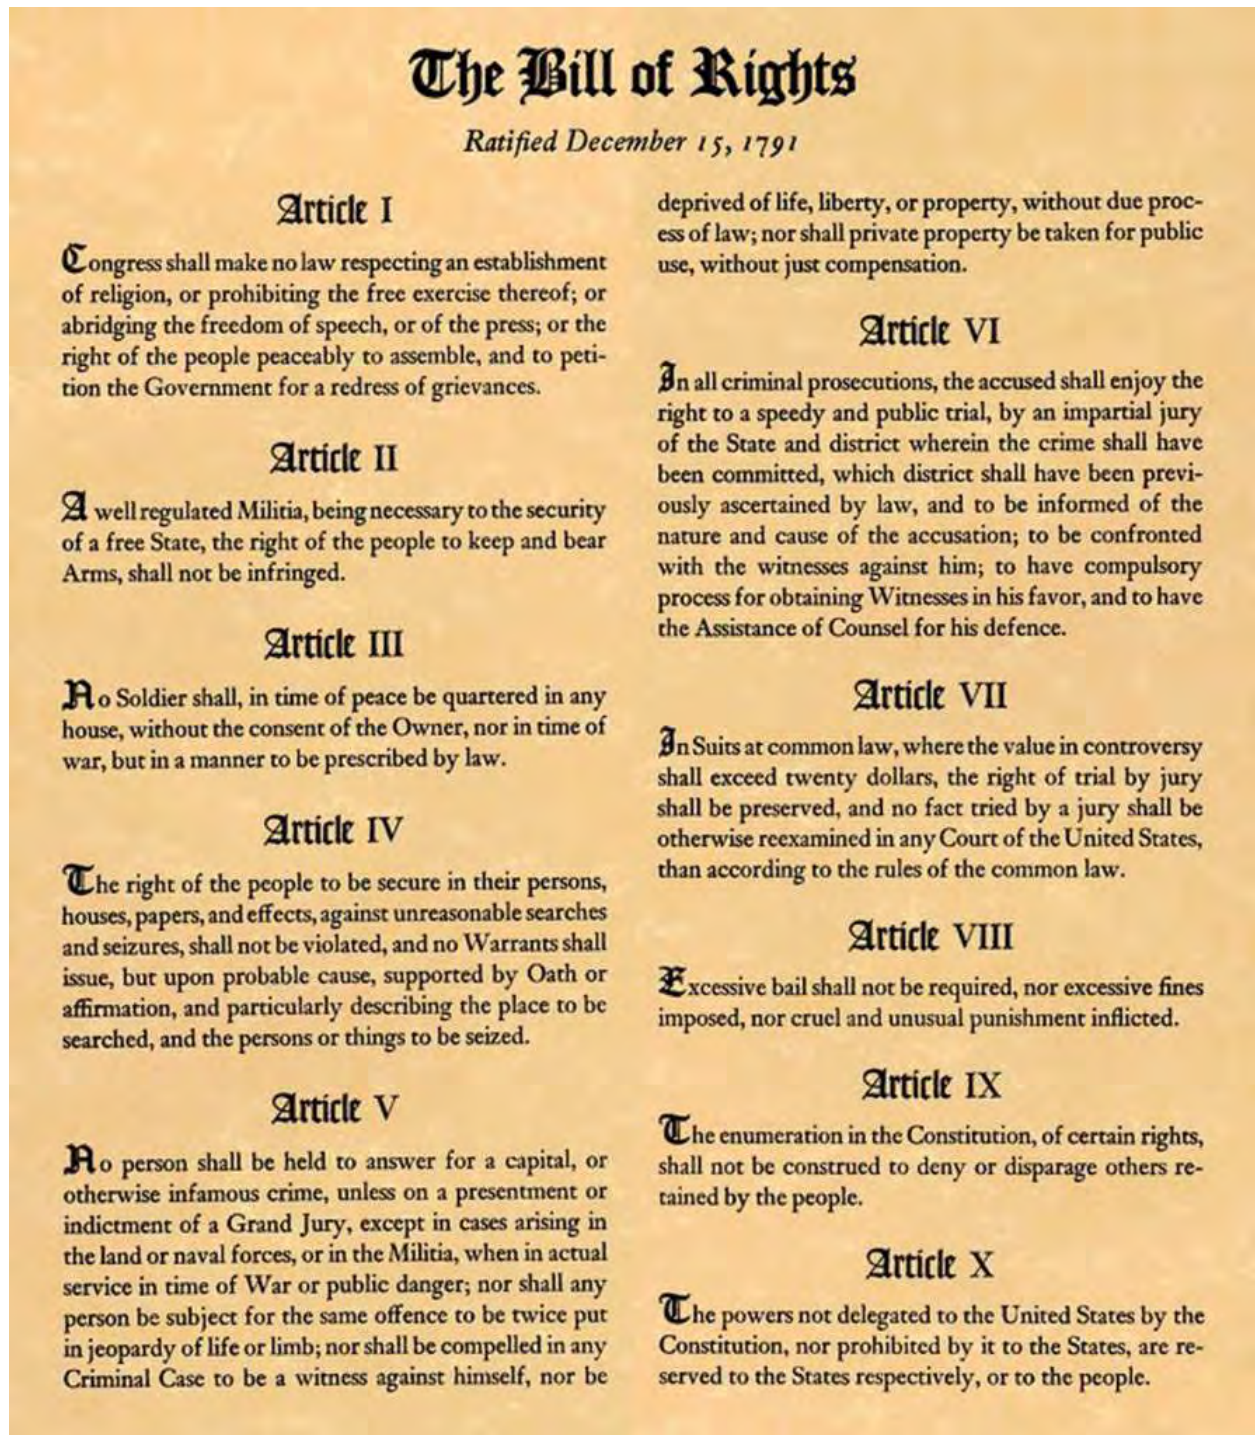 The Bill of Rights
Ratified December 15, 1791
Article I
Congress shall make no law respecting an establishment
of religion, or prohibiting the free exercise thereof; or
abridging the freedom of speech, or of the press; or the
right of the people peaceably to assemble, and to peti-
tion the Government for a redress of grievances.
Article II
A well regulated Militia, being necessary to the security
of a free State, the right of the people to keep and bear
Arms, shall not be infringed.
Article III
No Soldier shall, in time of peace be quartered in any
house, without the consent of the Owner, nor in time of
war, but in a manner to be prescribed by law.
Article IV
The right of the people to be secure in their persons,
houses, papers, and effects, against unreasonable searches
and seizures, shall not be violated, and no Warrants shall
issue, but upon probable cause, supported by Oath or
affirmation, and particularly describing the place to be
searched, and the persons or things to be seized.
Article V
No person shall be held to answer for a capital, or
otherwise infamous crime, unless on a presentment or
indictment of a Grand Jury, except in cases arising in
the land or naval forces, or in the Militia, when in actual
service in time of War or public danger; nor shall any
person be subject for the same offence to be twice put
in jeopardy of life or limb; nor shall be compelled in any
Criminal Case to be a witness against himself, nor be
deprived of life, liberty, or property, without due proc-
ess of law; nor shall private property be taken for public
use, without just compensation.
Article VI
In all criminal prosecutions, the accused shall enjoy the
right to a speedy and public trial, by an impartial jury
of the State and district wherein the crime shall have
been committed, which district shall have been previ-
ously ascertained by law, and to be informed of the
nature and cause of the accusation; to be confronted
with the witnesses against him; to have compulsory
process for obtaining Witnesses in his favor, and to have
the Assistance of Counsel for his defence.
Article VII
In Suits at common law, where the value in controversy
shall exceed twenty dollars, the right of trial by jury
shall be preserved, and no fact tried by a jury shall be
otherwise reexamined in any Court of the United States,
than according to the rules of the common law.
Article VIII
Excessive bail shall not be required, nor excessive fines
imposed, nor cruel and unusual punishment inflicted.
Article IX
The enumeration in the Constitution, of certain rights,
shall not be construed to deny or disparage others re-
tained by the people.
Article X
The powers not delegated to the United States by the
Constitution, nor prohibited by it to the States, are re-
served to the States respectively, or to the people.